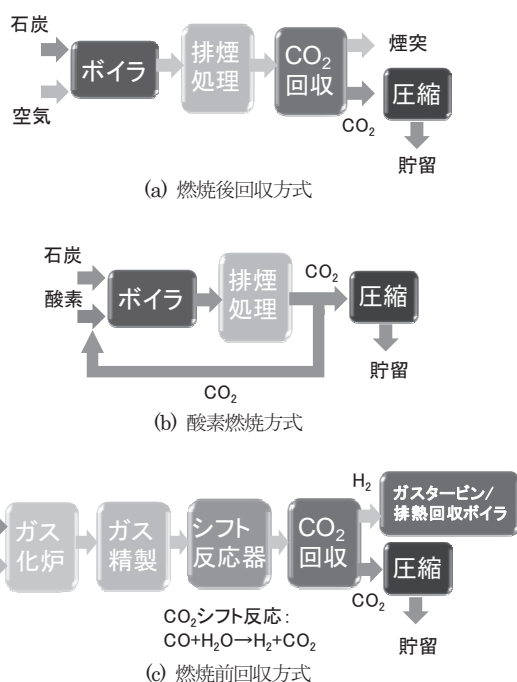 石炭
空気
ボイラ
排煙
処理
CO₂
回収
煙突
圧縮
CO₂
貯留
(a) 燃焼後回収方式
石炭
酸素
ボイラ
排煙
処理
CO₂
圧縮
貯留
CO₂
(b) 酸素燃焼方式
ガス
化炉
ガス
精製
シフト
反応器
CO₂
回収
H₂
ガスタービン/
排熱回収ボイラ
圧縮
CO₂
貯留
CO₂シフト反応：
CO+H₂O→H₂+CO₂
(c) 燃焼前回収方式